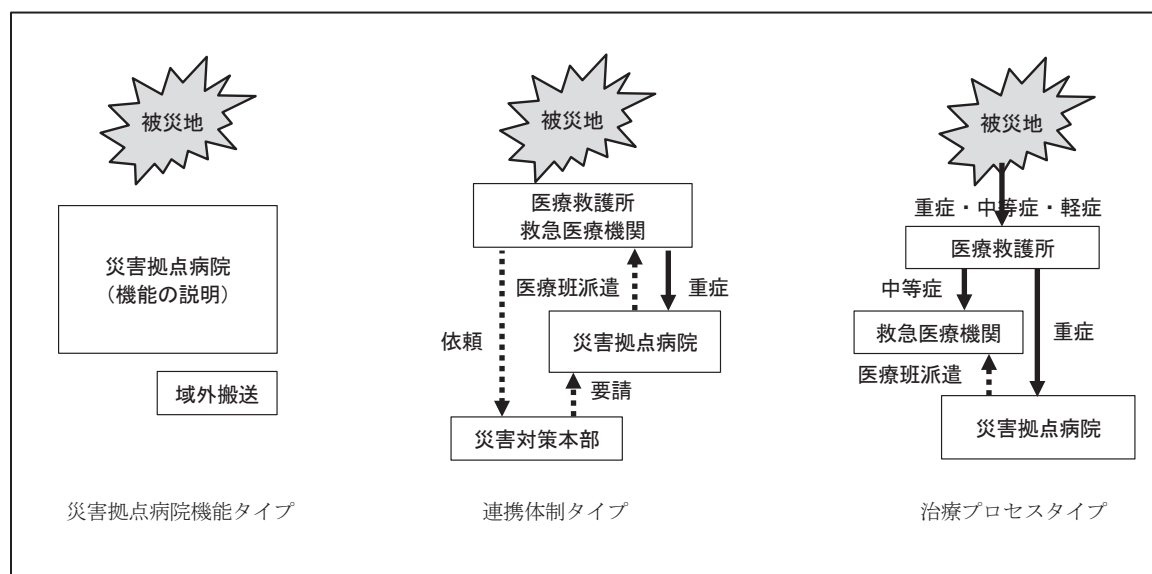 被災地
災害拠点病院
（機能の説明）
域外搬送
災害拠点病院機能タイプ
被災地
医療救護所
救急医療機関
医療班派遣
重症
依頼
災害拠点病院
要請
災害対策本部
連携体制タイプ
被災地
重症・中等症・軽症
医療救護所
中等症
救急医療機関
重症
医療班派遣
災害拠点病院
治療プロセスタイプ